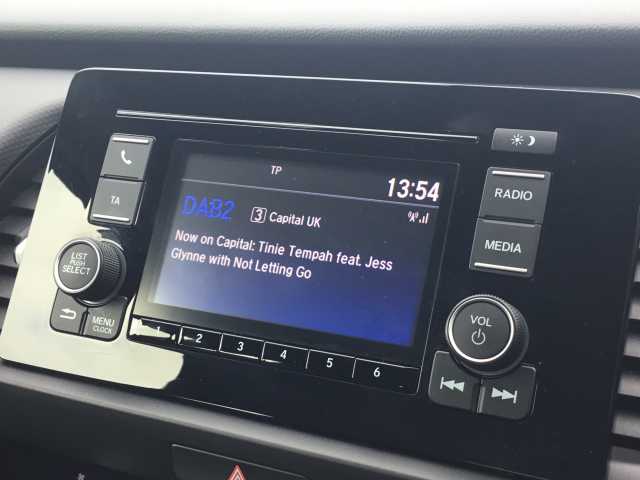 TP
13:54
DAB2
3 Capital UK
Now on Capital: Tinie Tempah feat. Jess
Glynne with Not Letting Go
TA
LIST
PUSH
SELECT
MENU
CLOCK
RADIO
MEDIA
VOL
1 2 3 4 5 6